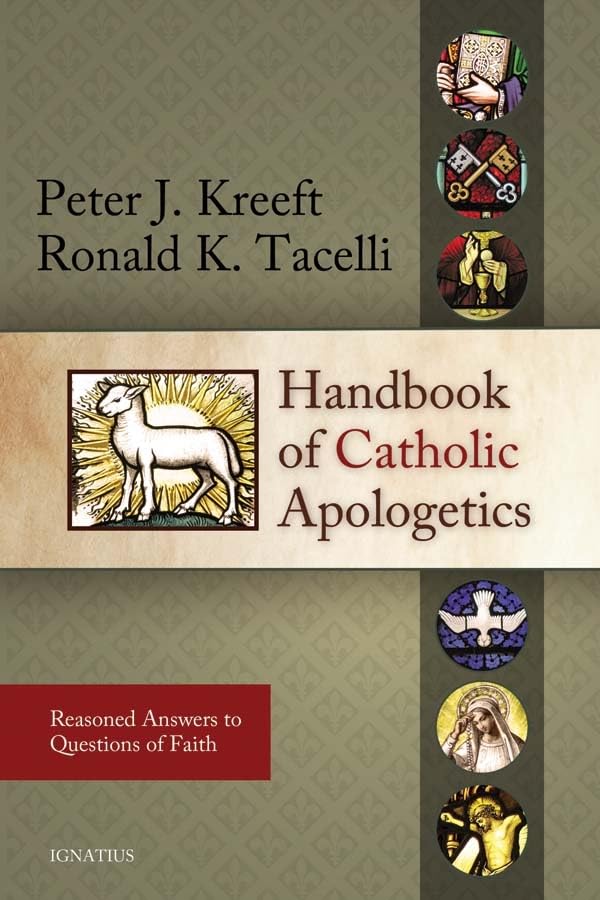 Peter J. Kreeft
Ronald K. Tacelli
Handbook
of Catholic
Apologetics
Reasoned Answers to
Questions of Faith
IGNATIUS